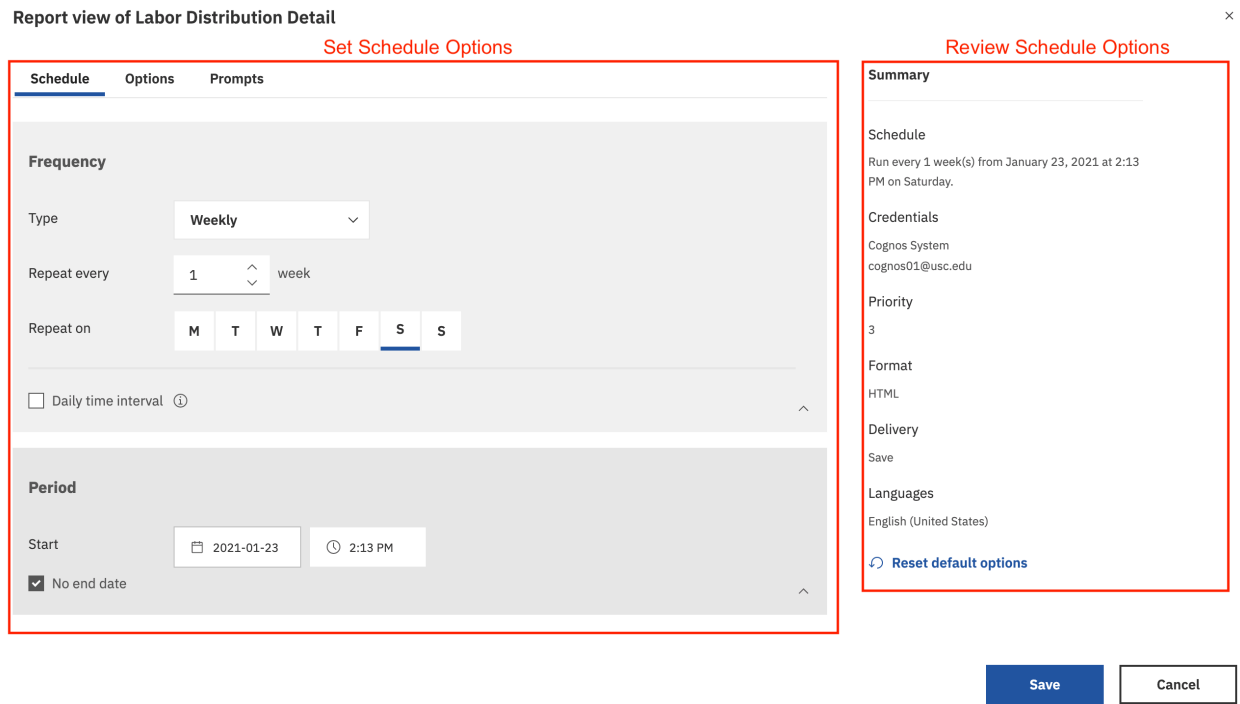 Report view of Labor Distribution Detail
Set Schedule Options
Review Schedule Options
Schedule Options Prompts
Frequency
Type Weekly
Repeat every 1 week
Repeat on M T W T F S S
Daily time interval
Period
Start 2021-01-23 2:13 PM
No end date
Summary
Schedule
Run every 1 week(s) from January 23, 2021 at 2:13
PM on Saturday.
Credentials
Cognos System
cognos01@usc.edu
Priority
3
Format
HTML
Delivery
Save
Languages
English (United States)
Reset default options
Save Cancel